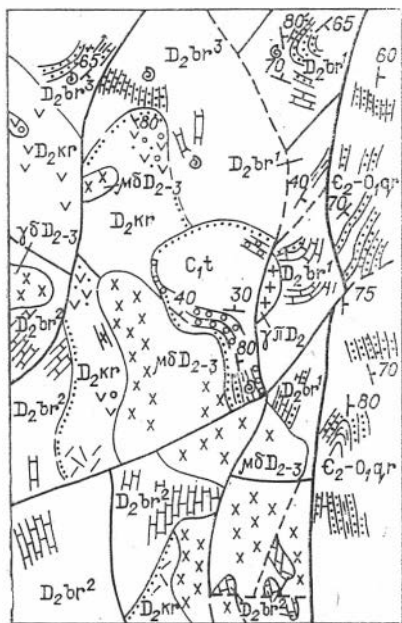 80
65
65
D₂br³
D₂br¹
70
60
D₂br³
D₂кr
80
мδD₂₋₃
D₂br¹
40
Є₂-O₁qr
70
D₂кr
γδD₂₋₃
C₁t
D₂br¹
75
40
30
D₂br²
γπD₂
80
мδD₂₋₃
D₂кr
D₂br¹
70
80
D₂br²
мδD₂₋₃
Є₂-O₁qr
D₂br²
D₂br²
D₂кr
D₂br²